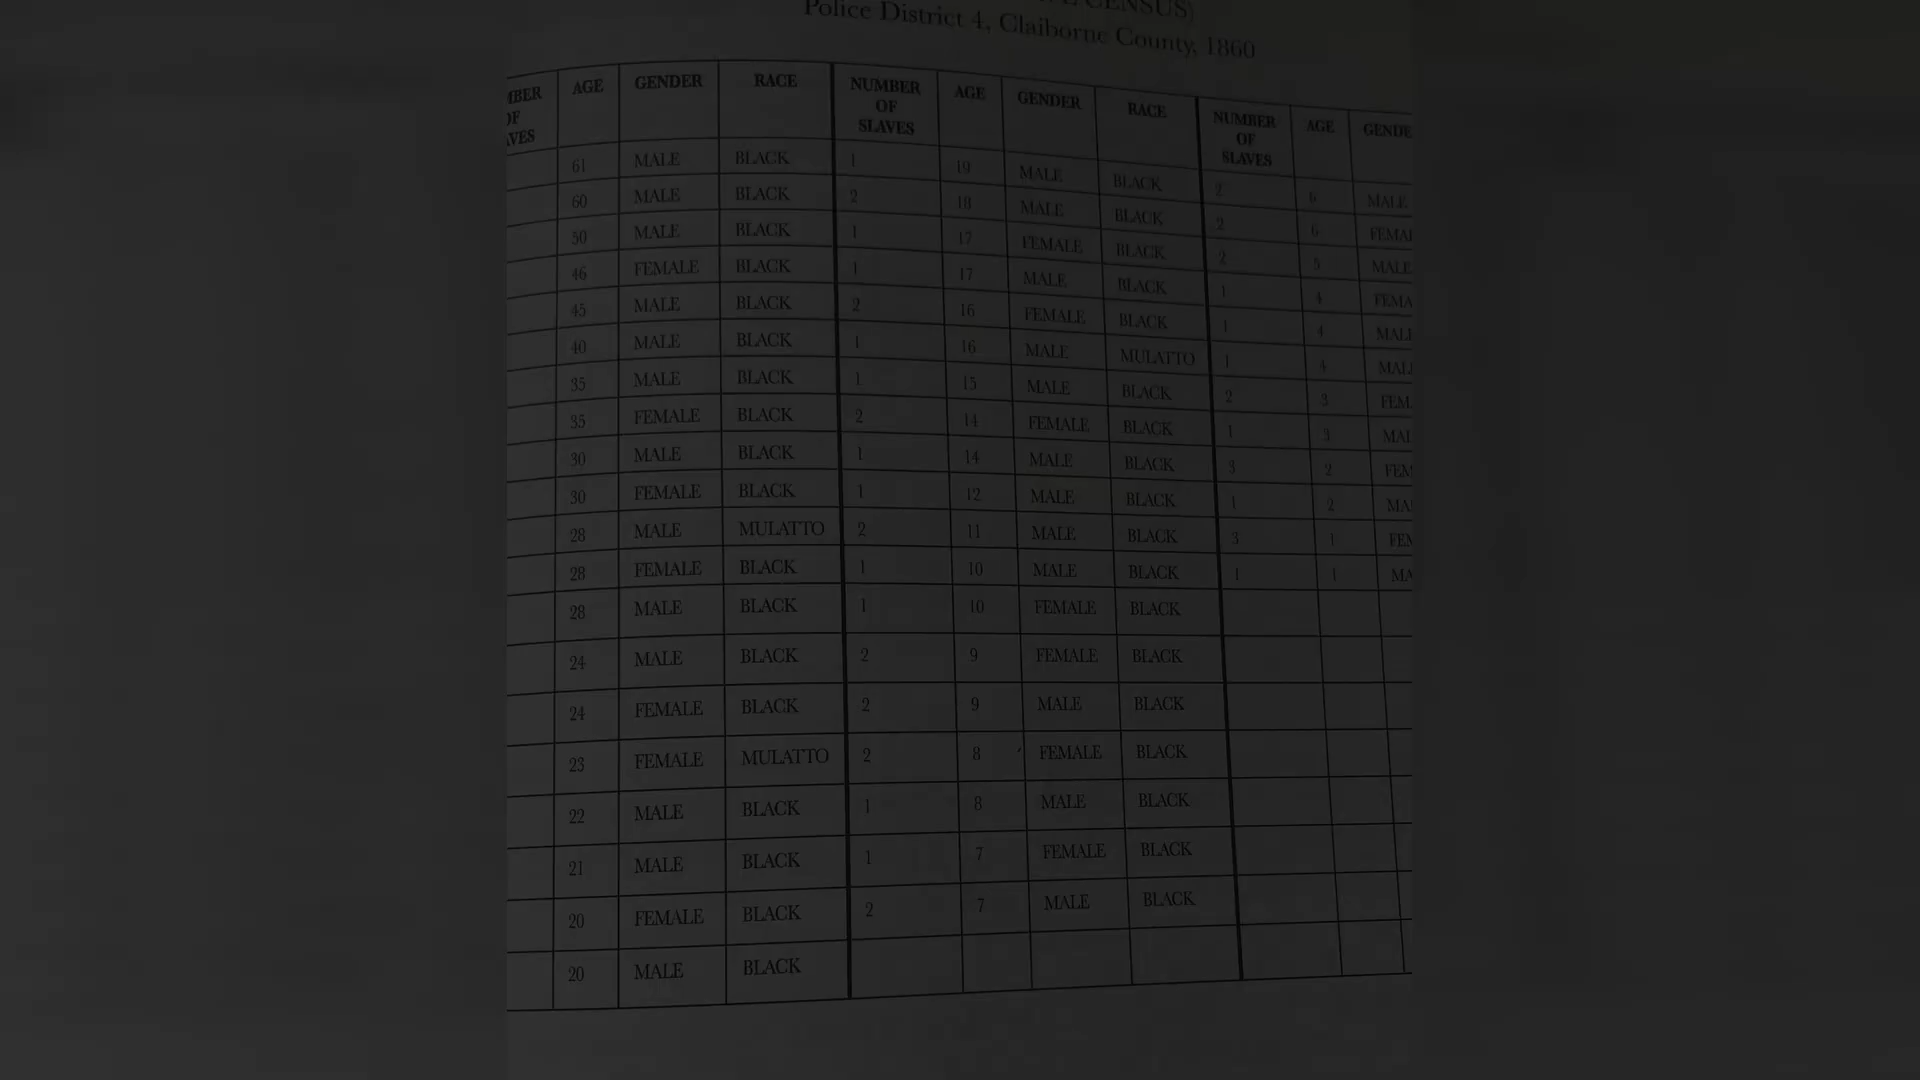 CENSUS)
Police District 4, Claiborne County, 1860
AGE GENDER RACE NUMBER OF SLAVES AGE GENDER RACE NUMBER OF SLAVES AGE
61 MALE BLACK 1 19 MALE BLACK 2 6 MALE
60 MALE BLACK 2 18 MALE BLACK 2 6
50 MALE BLACK 1 17 FEMALE BLACK 2 5 MALE
46 FEMALE BLACK 1 17 MALE BLACK 1 4
45 MALE BLACK 2 16 FEMALE BLACK 1 4
40 MALE BLACK 1 16 MALE MULATTO 1 4
35 MALE BLACK 1 15 MALE BLACK 2 3
35 FEMALE BLACK 2 14 FEMALE BLACK 1 3
30 MALE BLACK 1 14 MALE BLACK 3 2
30 FEMALE BLACK 1 12 MALE BLACK 1 2
28 MALE MULATTO 2 11 MALE BLACK 3 1
28 FEMALE BLACK 1 10 MALE BLACK 1 1
28 MALE BLACK 1 10 FEMALE BLACK
24 MALE BLACK 2 9 FEMALE BLACK
24 FEMALE BLACK 2 9 MALE BLACK
23 FEMALE MULATTO 2 8 FEMALE BLACK
22 MALE BLACK 1 8 MALE BLACK
21 MALE BLACK 1 7 FEMALE BLACK
20 FEMALE BLACK 2 7 MALE BLACK
20 MALE BLACK